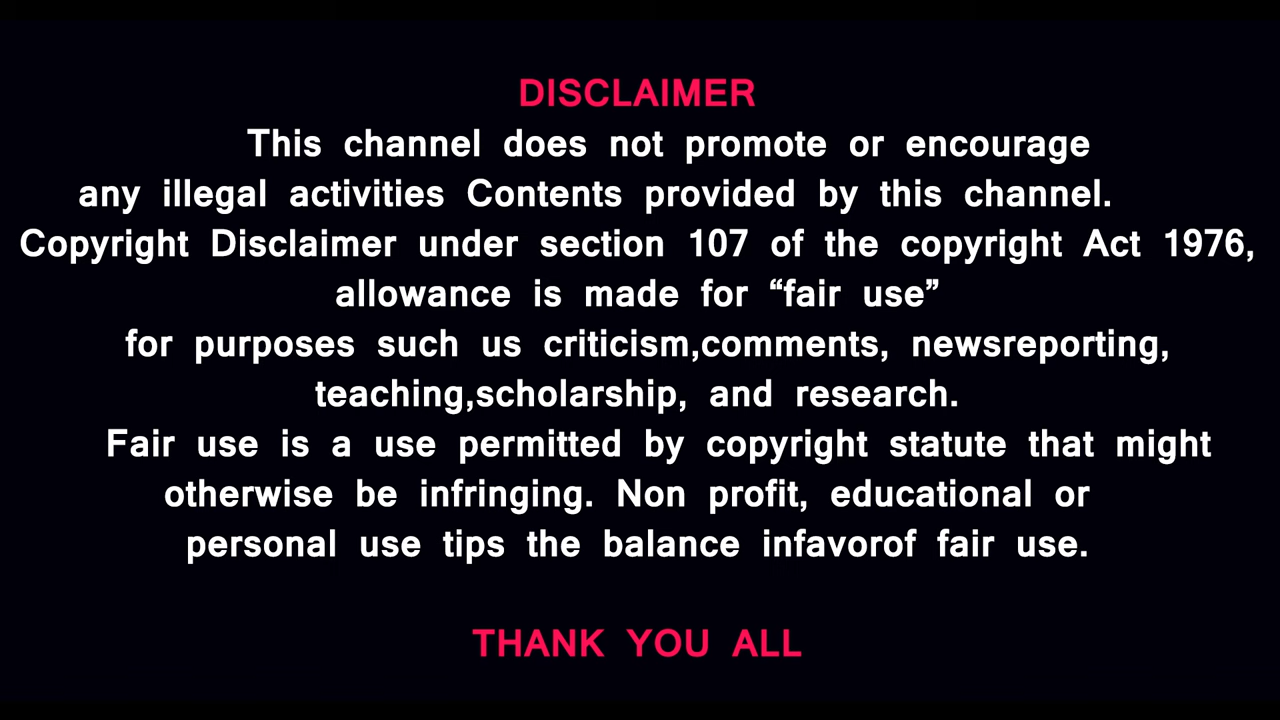 DISCLAIMER
This channel does not promote or encourage
any illegal activities Contents provided by this channel.
Copyright Disclaimer under section 107 of the copyright Act 1976,
allowance is made for “fair use”
for purposes such us criticism,comments, newsreporting,
teaching,scholarship, and research.
Fair use is a use permitted by copyright statute that might
otherwise be infringing. Non profit, educational or
personal use tips the balance infavorof fair use.
THANK YOU ALL